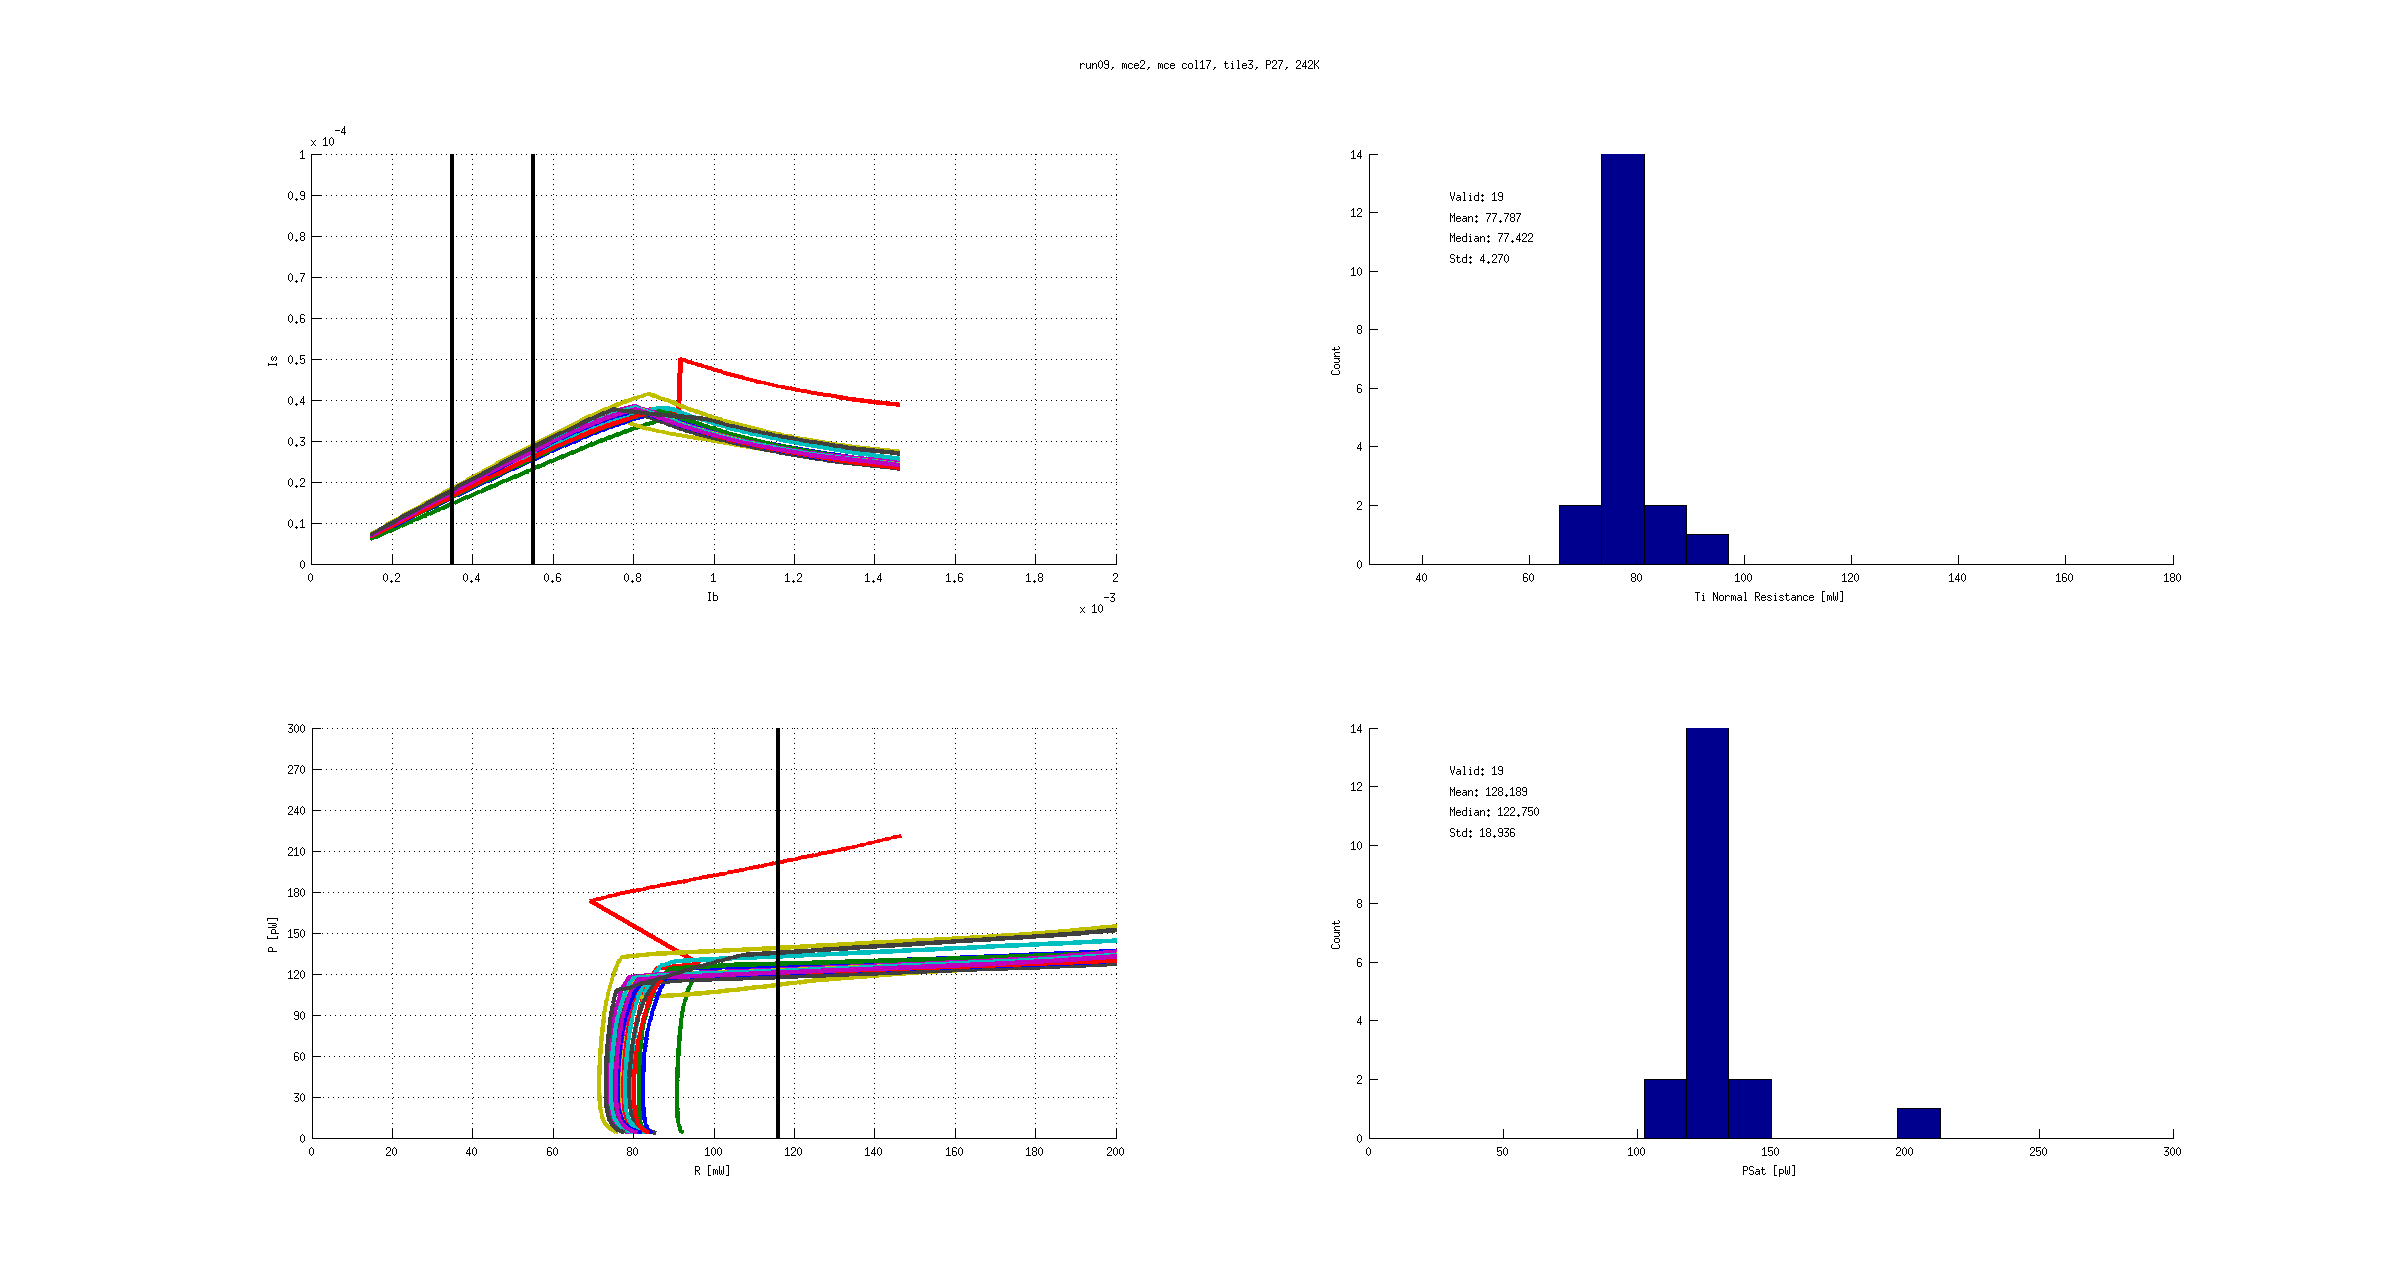 run09, mce2, mce col17, tile3, P27, 242K
x 10^-4
1
0.9
0.8
0.7
0.6
0.5
0.4
0.3
0.2
0.1
0
Is
0 0.2 0.4 0.6 0.8 1 1.2 1.4 1.6 1.8 2
Ib
x 10^-3
14
12
10
8
6
4
2
0
Count
Valid: 19
Mean: 77.787
Median: 77.422
Std: 4.270
40 60 80 100 120 140 160 180
Ti Normal Resistance [mW]
300
270
240
210
180
150
120
90
60
30
0
P [pW]
0 20 40 60 80 100 120 140 160 180 200
R [mW]
14
12
10
8
6
4
2
0
Count
Valid: 19
Mean: 128.189
Median: 122.750
Std: 18.936
0 50 100 150 200 250 300
PSat [pW]